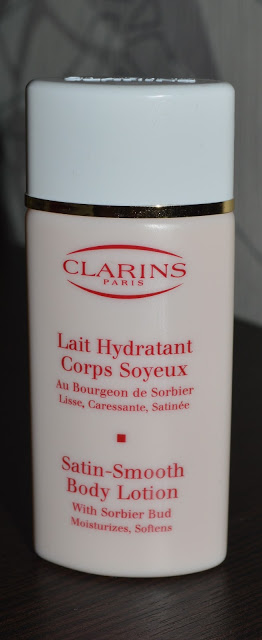 CLARINS
PARIS
Lait Hydratant
Corps Soyeux
Au Bourgeon de Sorbier
Lisse, Caressante, Satinée
Satin-Smooth
Body Lotion
With Sorbier Bud
Moisturizes, Softens